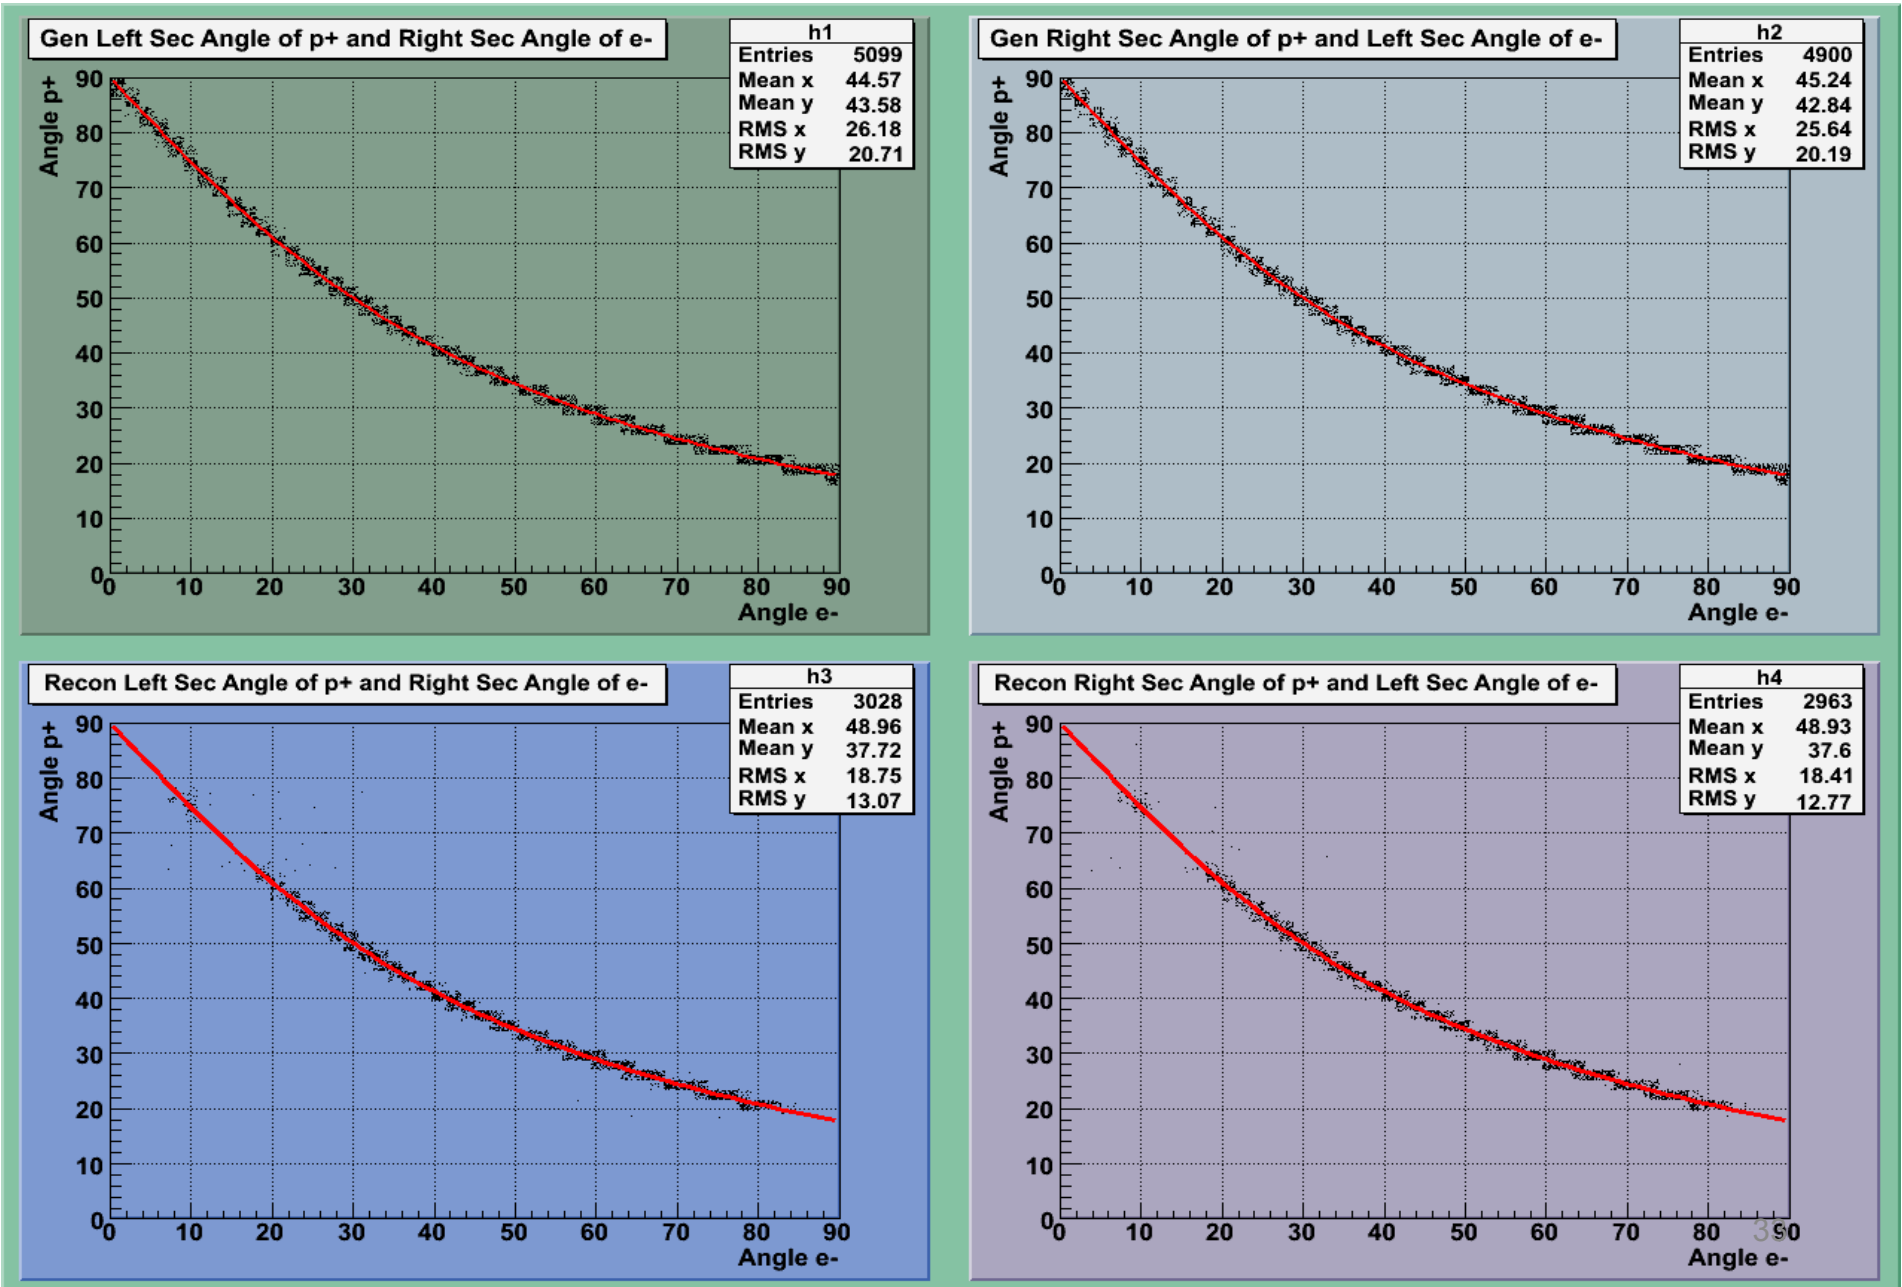 Gen Left Sec Angle of p+ and Right Sec Angle of e-
h1
Entries 5099
Mean x 44.57
Mean y 43.58
RMS x 26.18
RMS y 20.71
Angle p+
90
80
70
60
50
40
30
20
10
0
0 10 20 30 40 50 60 70 80 90
Angle e-
Gen Right Sec Angle of p+ and Left Sec Angle of e-
h2
Entries 4900
Mean x 45.24
Mean y 42.84
RMS x 25.64
RMS y 20.19
Angle p+
90
80
70
60
50
40
30
20
10
0
0 10 20 30 40 50 60 70 80 90
Angle e-
Recon Left Sec Angle of p+ and Right Sec Angle of e-
h3
Entries 3028
Mean x 48.96
Mean y 37.72
RMS x 18.75
RMS y 13.07
Angle p+
90
80
70
60
50
40
30
20
10
0
0 10 20 30 40 50 60 70 80 90
Angle e-
Recon Right Sec Angle of p+ and Left Sec Angle of e-
h4
Entries 2963
Mean x 48.93
Mean y 37.6
RMS x 18.41
RMS y 12.77
Angle p+
90
80
70
60
50
40
30
20
10
0
0 10 20 30 40 50 60 70 80 90
Angle e-